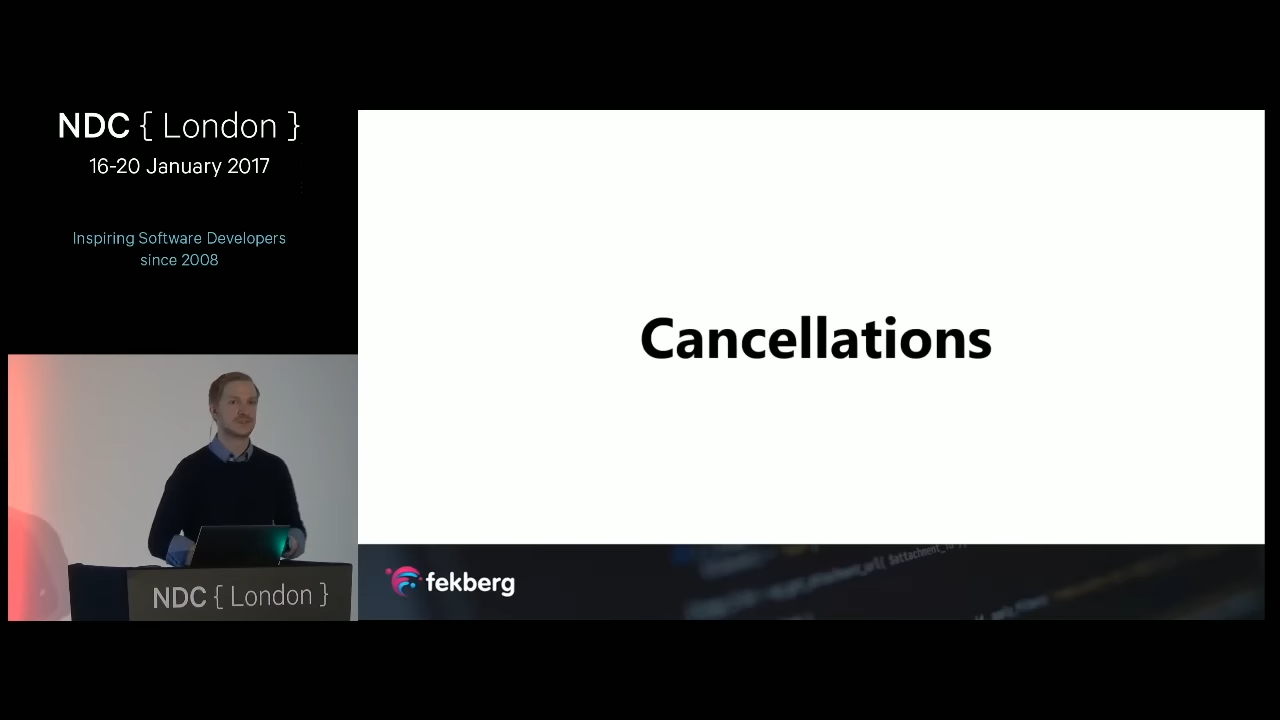 NDC { London }
16-20 January 2017
Inspiring Software Developers
since 2008
Cancellations
fekberg
NDC { London }